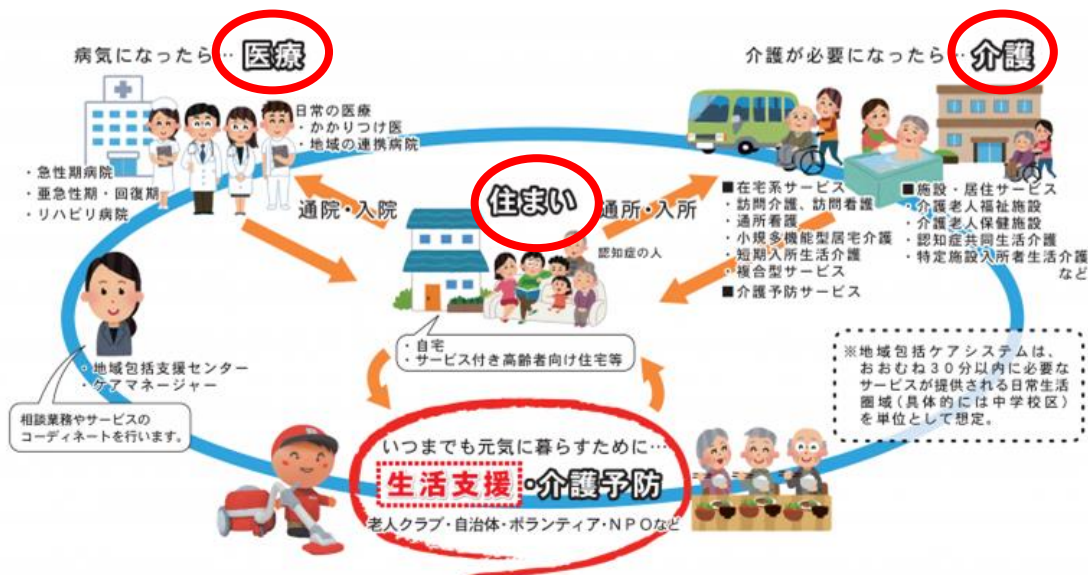 病気になったら…医療
日常の医療
・かかりつけ医
・地域の連携病院
・急性期病院
・亜急性期・回復期
・リハビリ病院
通院・入院
住まい
通所・入所
認知症の人
介護が必要になったら…介護
■在宅系サービス
・訪問介護、訪問看護
・通所看護
・小規模多機能型居宅介護
・短期入所生活介護
・複合型サービス
■介護予防サービス
■施設・居住サービス
・介護老人福祉施設
・介護老人保健施設
・認知症共同生活介護
・特定施設入所者生活介護
など
・自宅
・サービス付き高齢者向け住宅等
・地域包括支援センター
・ケアマネージャー
相談業務やサービスの
コーディネートを行います。
※地域包括ケアシステムは、
おおむね30分以内に必要な
サービスが提供される日常生活
圏域(具体的には中学校区)
を単位として想定。
いつまでも元気に暮らすために…
生活支援・介護予防
老人クラブ・自治体・ボランティア・NPOなど